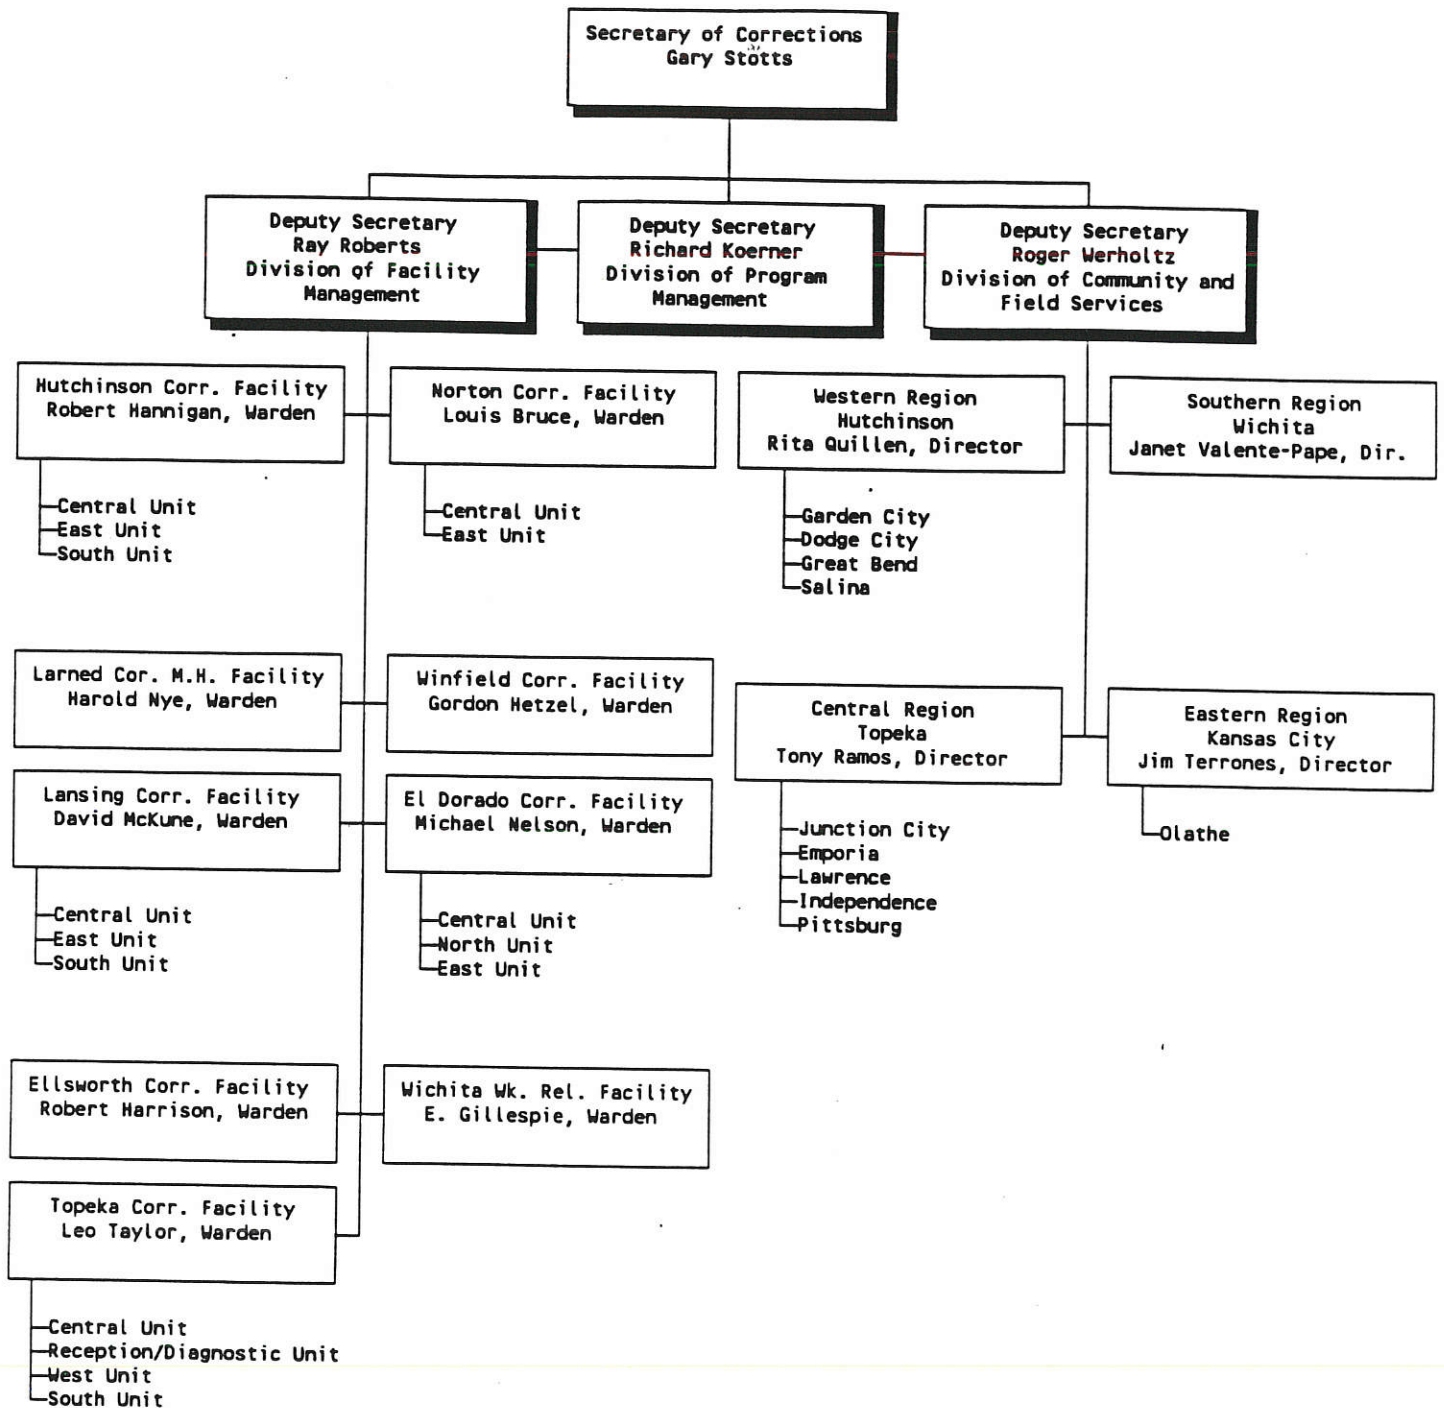 Secretary of Corrections
Gary Stotts
Deputy Secretary
Ray Roberts
Division of Facility
Management
Deputy Secretary
Richard Koerner
Division of Program
Management
Deputy Secretary
Roger Werholtz
Division of Community and
Field Services
Hutchinson Corr. Facility
Robert Hannigan, Warden
Central Unit
East Unit
South Unit
Norton Corr. Facility
Louis Bruce, Warden
Central Unit
East Unit
Western Region
Hutchinson
Rita Quillen, Director
Garden City
Dodge City
Great Bend
Salina
Southern Region
Wichita
Janet Valente-Pape, Dir.
Larned Cor. M.H. Facility
Harold Nye, Warden
Winfield Corr. Facility
Gordon Hetzel, Warden
Central Region
Topeka
Tony Ramos, Director
Junction City
Emporia
Lawrence
Independence
Pittsburg
Eastern Region
Kansas City
Jim Terrones, Director
Olathe
Lansing Corr. Facility
David McKune, Warden
Central Unit
East Unit
South Unit
El Dorado Corr. Facility
Michael Nelson, Warden
Central Unit
North Unit
East Unit
Ellsworth Corr. Facility
Robert Harrison, Warden
Wichita Wk. Rel. Facility
E. Gillespie, Warden
Topeka Corr. Facility
Leo Taylor, Warden
Central Unit
Reception/Diagnostic Unit
West Unit
South Unit